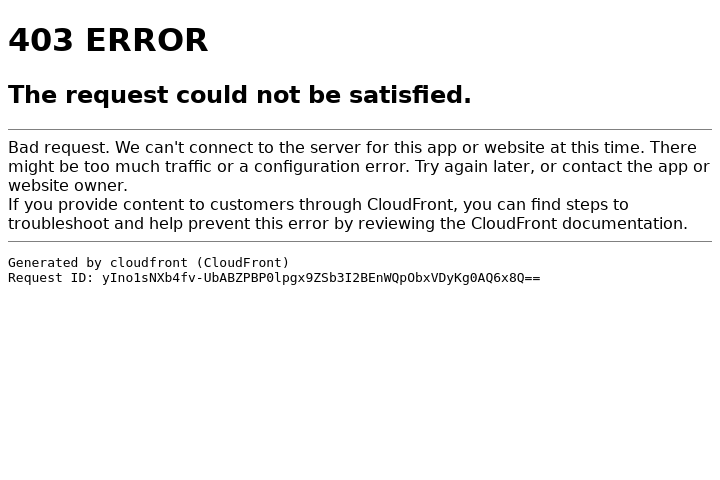 403 ERROR
The request could not be satisfied.
Bad request. We can't connect to the server for this app or website at this time. There
might be too much traffic or a configuration error. Try again later, or contact the app or
website owner.
If you provide content to customers through CloudFront, you can find steps to
troubleshoot and help prevent this error by reviewing the CloudFront documentation.
Generated by cloudfront (CloudFront)
Request ID: yIno1sNXb4fv-UbABZPBP0lpgx9ZSb3I2BEnWQpObxVDyKg0AQ6x8Q==